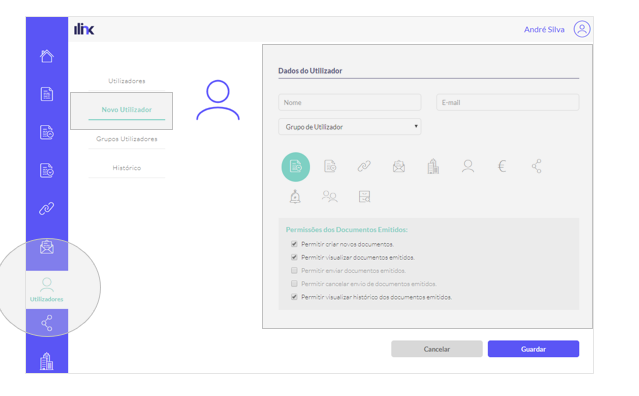 ilink
André Silva
Utilizadores
Novo Utilizador
Grupos Utilizadores
Histórico
Utilizadores
Dados do Utilizador
Nome
E-mail
Grupo de Utilizador
Permissões dos Documentos Emitidos:
Permitir criar novos documentos.
Permitir visualizar documentos emitidos.
Permitir enviar documentos emitidos.
Permitir cancelar envio de documentos emitidos.
Permitir visualizar histórico dos documentos emitidos.
Cancelar
Guardar